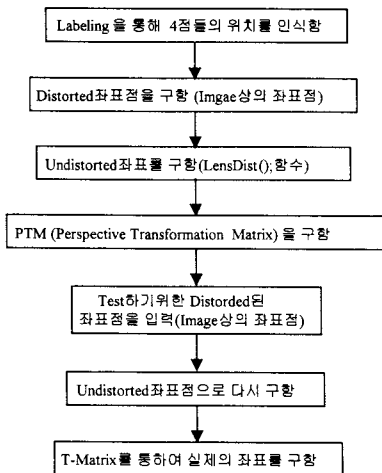 Labeling을 통해 4점들의 위치를 인식함
Distorted좌표점을 구함 (Imgae상의 좌표점)
Undistorted좌표를 구함(LensDist();함수)
PTM (Perspective Transformation Matrix) 을 구함
Test하기위한 Distorded된
좌표점을 입력(Image상의 좌표점)
Undistorted좌표점으로 다시 구함
T-Matrix를 통하여 실제의 좌표를 구함